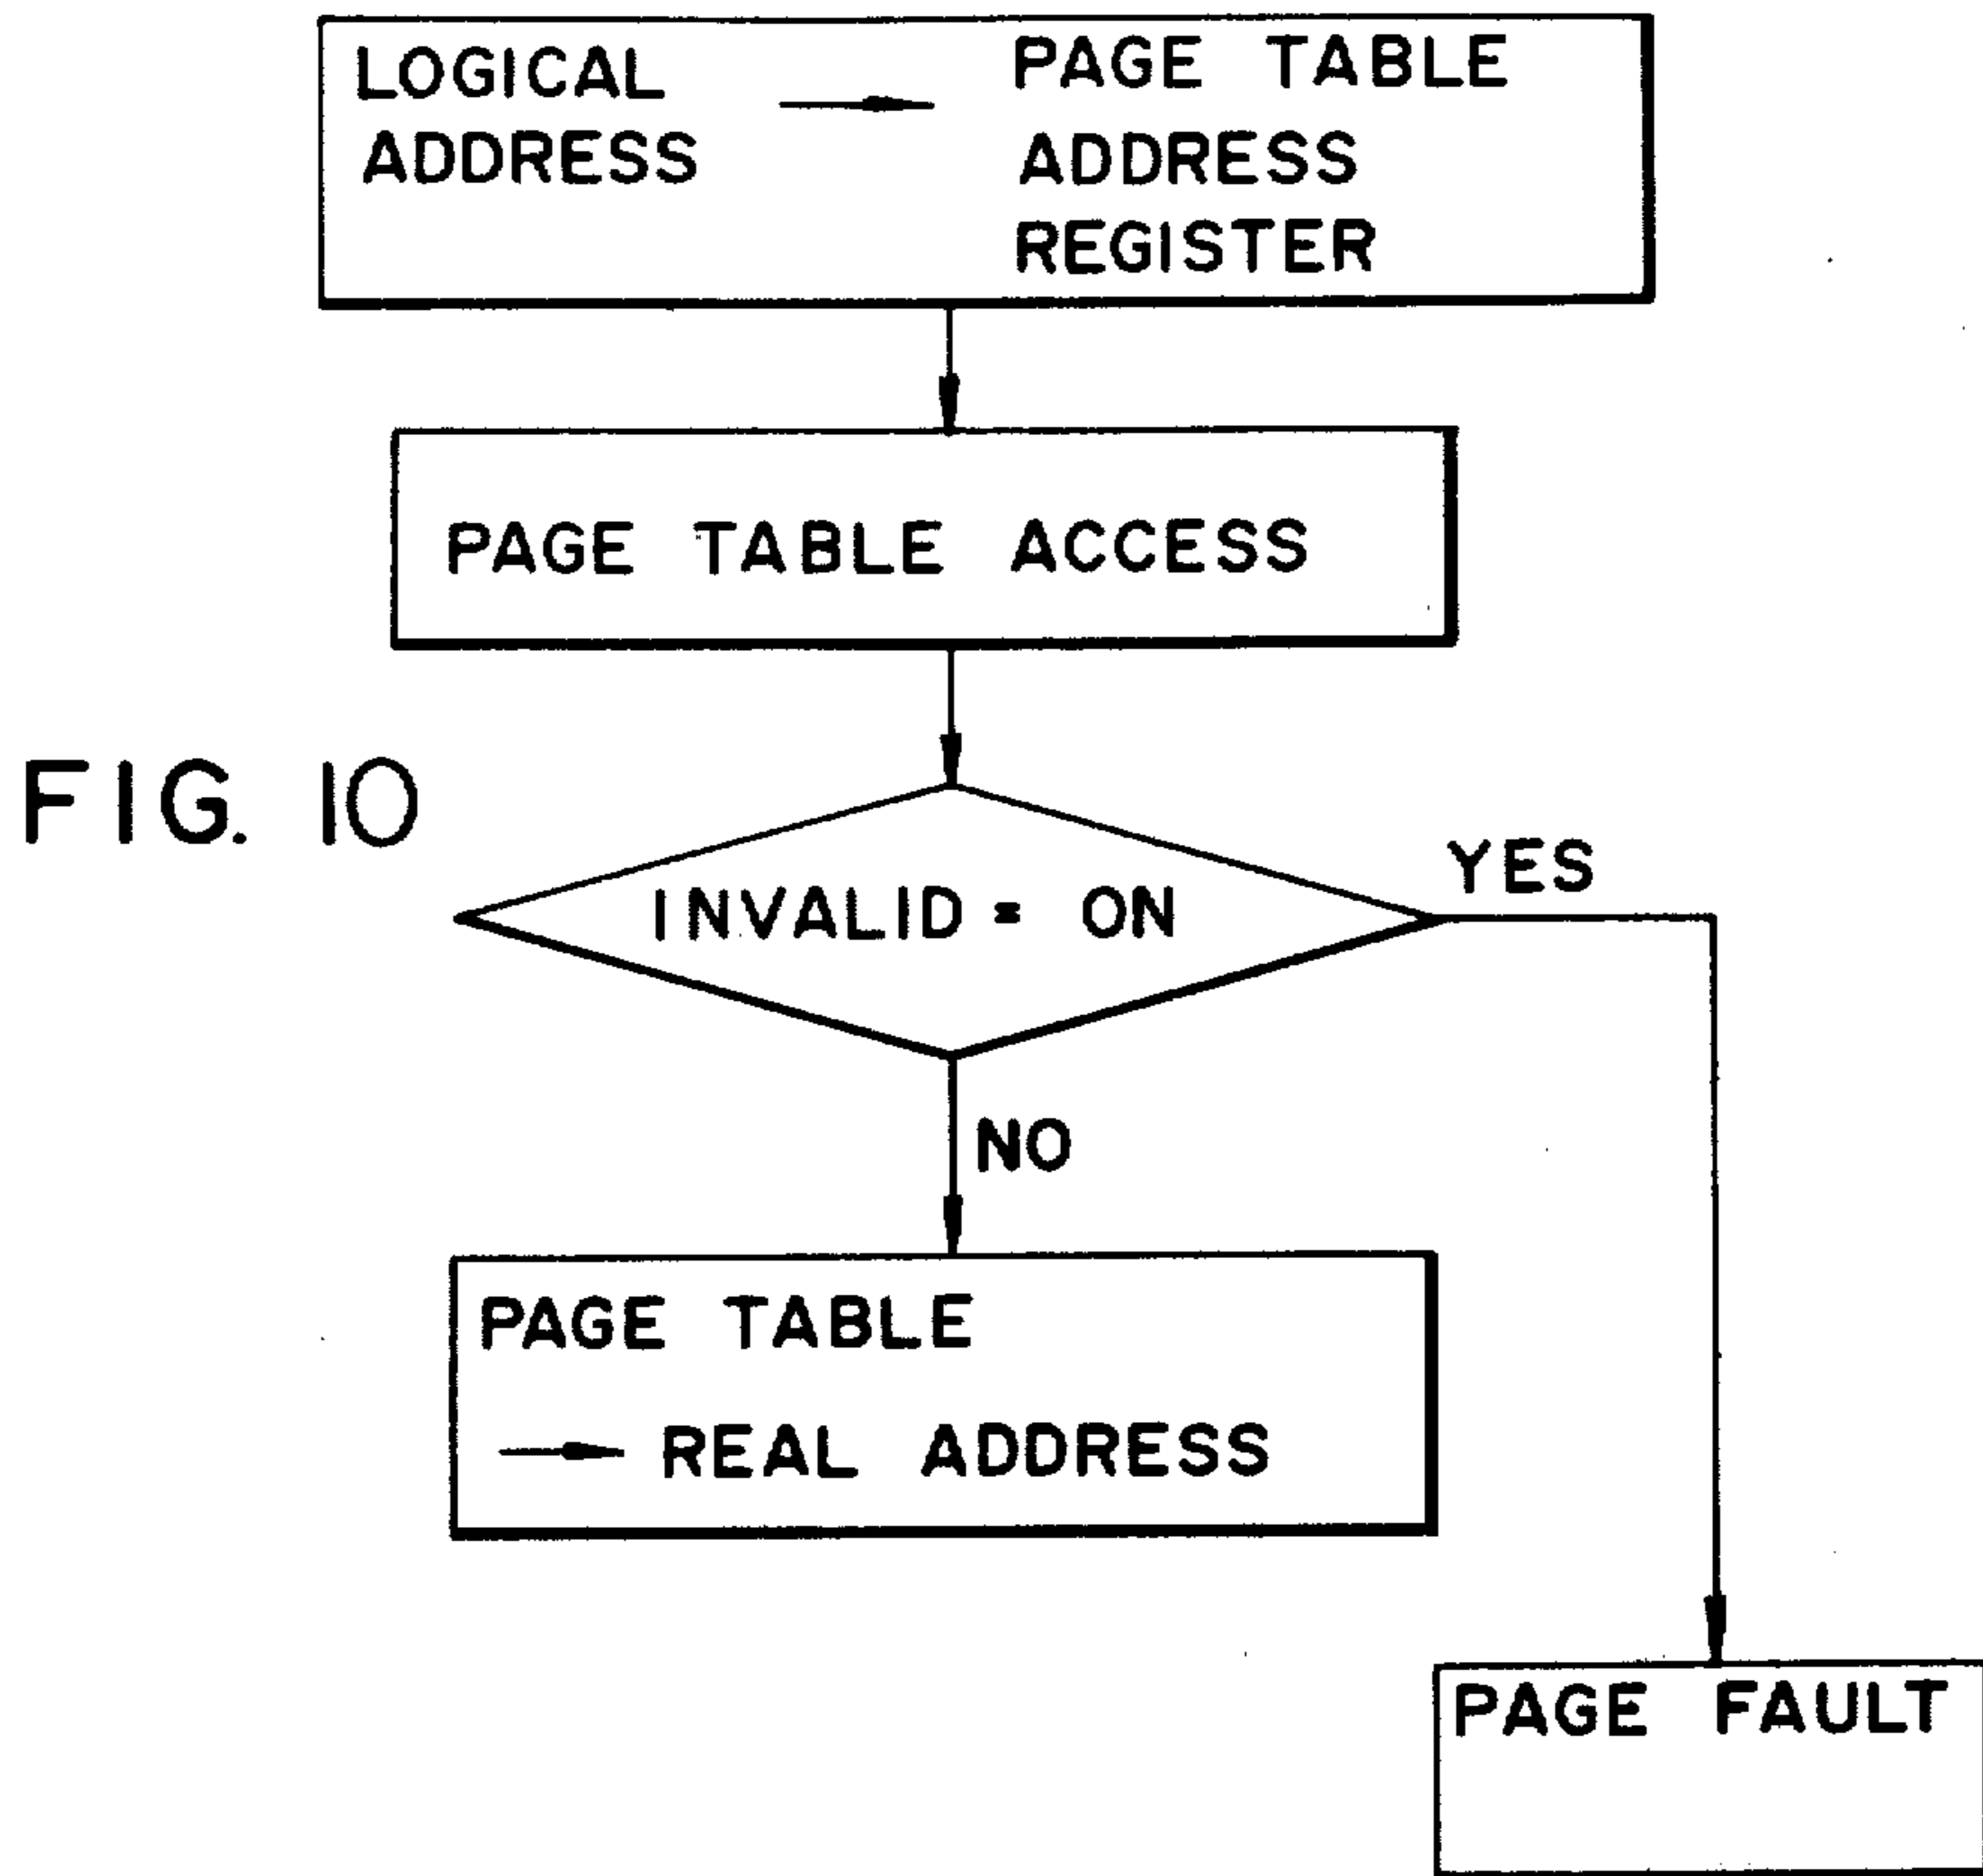 LOGICAL → PAGE TABLE
ADDRESS ADDRESS
REGISTER
PAGE TABLE ACCESS
FIG. 10
INVALID = ON
YES
NO
PAGE TABLE
→ REAL ADDRESS
PAGE FAULT